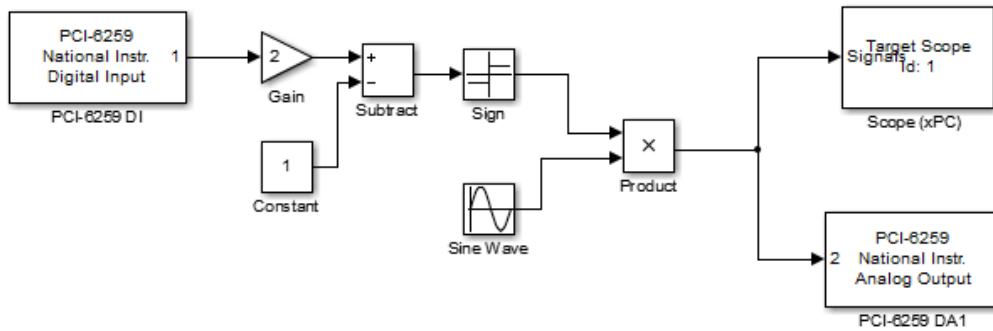 PCI-6259
National Instr.
Digital Input
1
PCI-6259 DI
2
Gain
+
−
Subtract
1
Constant
Sign
Sine Wave
×
Product
Signals
Target Scope
Id: 1
Scope (xPC)
2
PCI-6259
National Instr.
Analog Output
PCI-6259 DA1